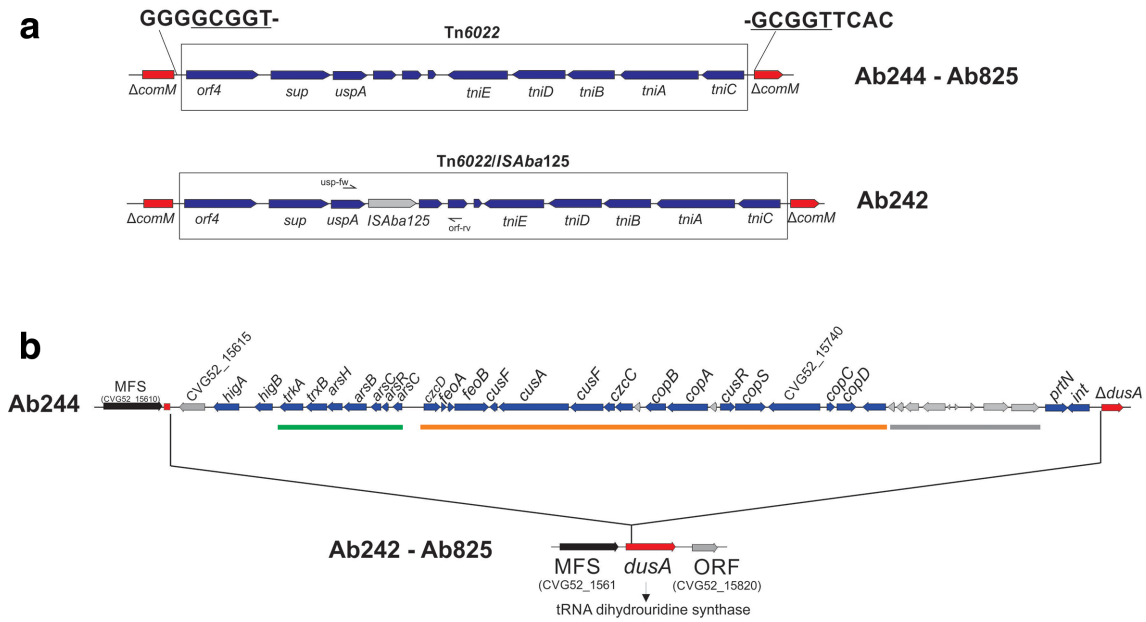 a
GGGGCGGT-
-GCGGTTCAC
Tn6022
ΔcomM orf4 sup uspA tniE tniD tniB tniA tniC ΔcomM
Ab244 - Ab825
Tn6022/ISAba125
usp-fw
ΔcomM orf4 sup uspA ISAba125 orf-rv tniE tniD tniB tniA tniC ΔcomM
Ab242
b
Ab244
MFS
(CVG52_15610)
CVG52_15615 higA higB trkA trxB arsH arsB arsC arsR arsC czcD feoA feoB cusF cusA cusF czcC copB copA cusR copS CVG52_15740 copC copD prtN int ΔdusA
Ab242 - Ab825
MFS dusA ORF
(CVG52_1561 (CVG52_15820)
tRNA dihydrouridine synthase